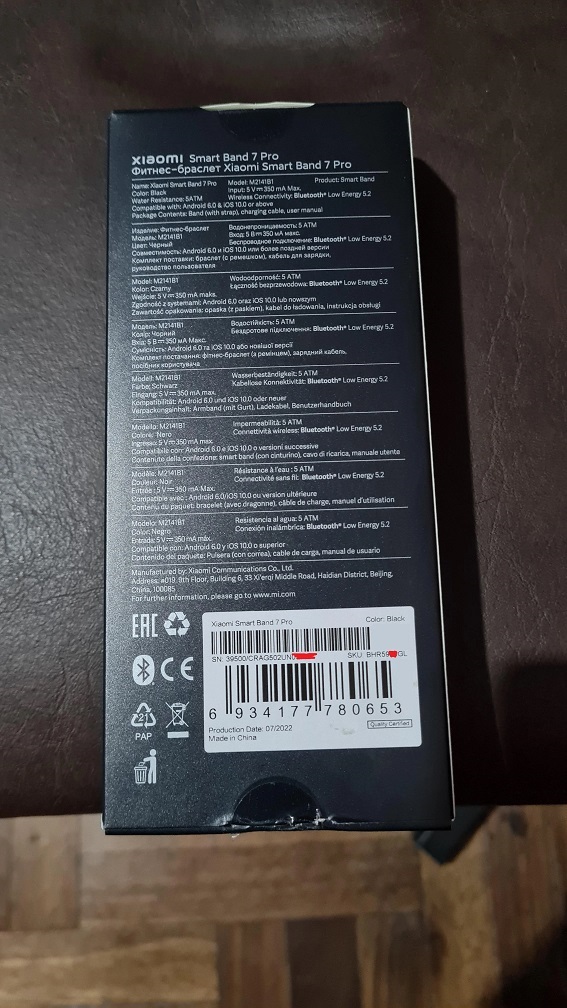 xiaomi Smart Band 7 Pro
Фитнес-браслет Xiaomi Smart Band 7 Pro
Name: Xiaomi Smart Band 7 Pro Model: M2141B1 Product: Smart Band
Color: Black Input: 5 V⎓350 mA Max.
Water Resistance: 5ATM Wireless Connectivity: Bluetooth® Low Energy 5.2
Compatible with: Android 6.0 & iOS 10.0 or above
Package Contents: Band (with strap), charging cable, user manual
Изделие: Фитнес-браслет Водонепроницаемость: 5 ATM
Модель: M2141B1 Вход: 5 В⎓350 мА макс.
Цвет: Черный Беспроводное подключение: Bluetooth® Low Energy 5.2
Совместимость: Android 6.0 и iOS 10.0 или более поздней версии
Комплект поставки: браслет (с ремешком), кабель для зарядки,
руководство пользователя
Model: M2141B1 Wodoodporność: 5 ATM
Kolor: Czarny Łączność bezprzewodowa: Bluetooth® Low Energy 5.2
Wejście: 5 V⎓350 mA maks.
Zgodność z systemami: Android 6.0 oraz iOS 10.0 lub nowszym
Zawartość opakowania: opaska (z paskiem), kabel do ładowania, instrukcja obsługi
Модель: M2141B1 Водостійкість: 5 ATM
Колір: Чорний Бездротове підключення: Bluetooth® Low Energy 5.2
Вхід: 5 В⎓350 мА Макс.
Сумісність: Android 6.0 та iOS 10.0 або новішої версії
Комплект постачання: фітнес-браслет (з ремінцем), зарядний кабель,
посібник користувача
Modell: M2141B1 Wasserbeständigkeit: 5 ATM
Farbe: Schwarz Kabellose Konnektivität: Bluetooth® Low Energy 5.2
Eingang: 5 V⎓350 mA max.
Kompatibilität: Android 6.0 und iOS 10.0 oder neuer
Verpackungsinhalt: Armband (mit Gurt), Ladekabel, Benutzerhandbuch
Modello: M2141B1 Impermeabilità: 5 ATM
Colore: Nero Connettività wireless: Bluetooth® Low Energy 5.2
Ingresso: 5 V⎓350 mA max.
Compatibile con: Android 6.0 e iOS 10.0 o versioni successive
Contenuto della confezione: smart band (con cinturino), cavo di ricarica, manuale utente
Modèle: M2141B1 Résistance à l'eau : 5 ATM
Couleur: Noir Connectivité sans fil: Bluetooth® Low Energy 5.2
Entrée : 5 V⎓350 mA Max.
Compatible avec : Android 6.0/iOS 10.0 ou version ultérieure
Contenu du paquet: bracelet (avec dragonne), câble de charge, manuel d'utilisation
Modelo: M2141B1 Resistencia al agua: 5 ATM
Color: Negro Conexión inalámbrica: Bluetooth® Low Energy 5.2
Entrada: 5 V⎓350 mA máx.
Compatible con: Android 6.0 y iOS 10.0 o superior
Contenido del paquete: Pulsera (con correa), cable de carga, manual de usuario
Manufactured by: Xiaomi Communications Co., Ltd.
Address: #019, 9th Floor, Building 6, 33 Xi'erqi Middle Road, Haidian District, Beijing,
China, 100085
For further information, please go to www.mi.com
EAC
CE
21
PAP
Xiaomi Smart Band 7 Pro Color: Black
SN: 39500/CRAG502UN SKU: BHR59 GL
6 934177 780653
Production Date: 07/2022 Quality Certified
Made in China